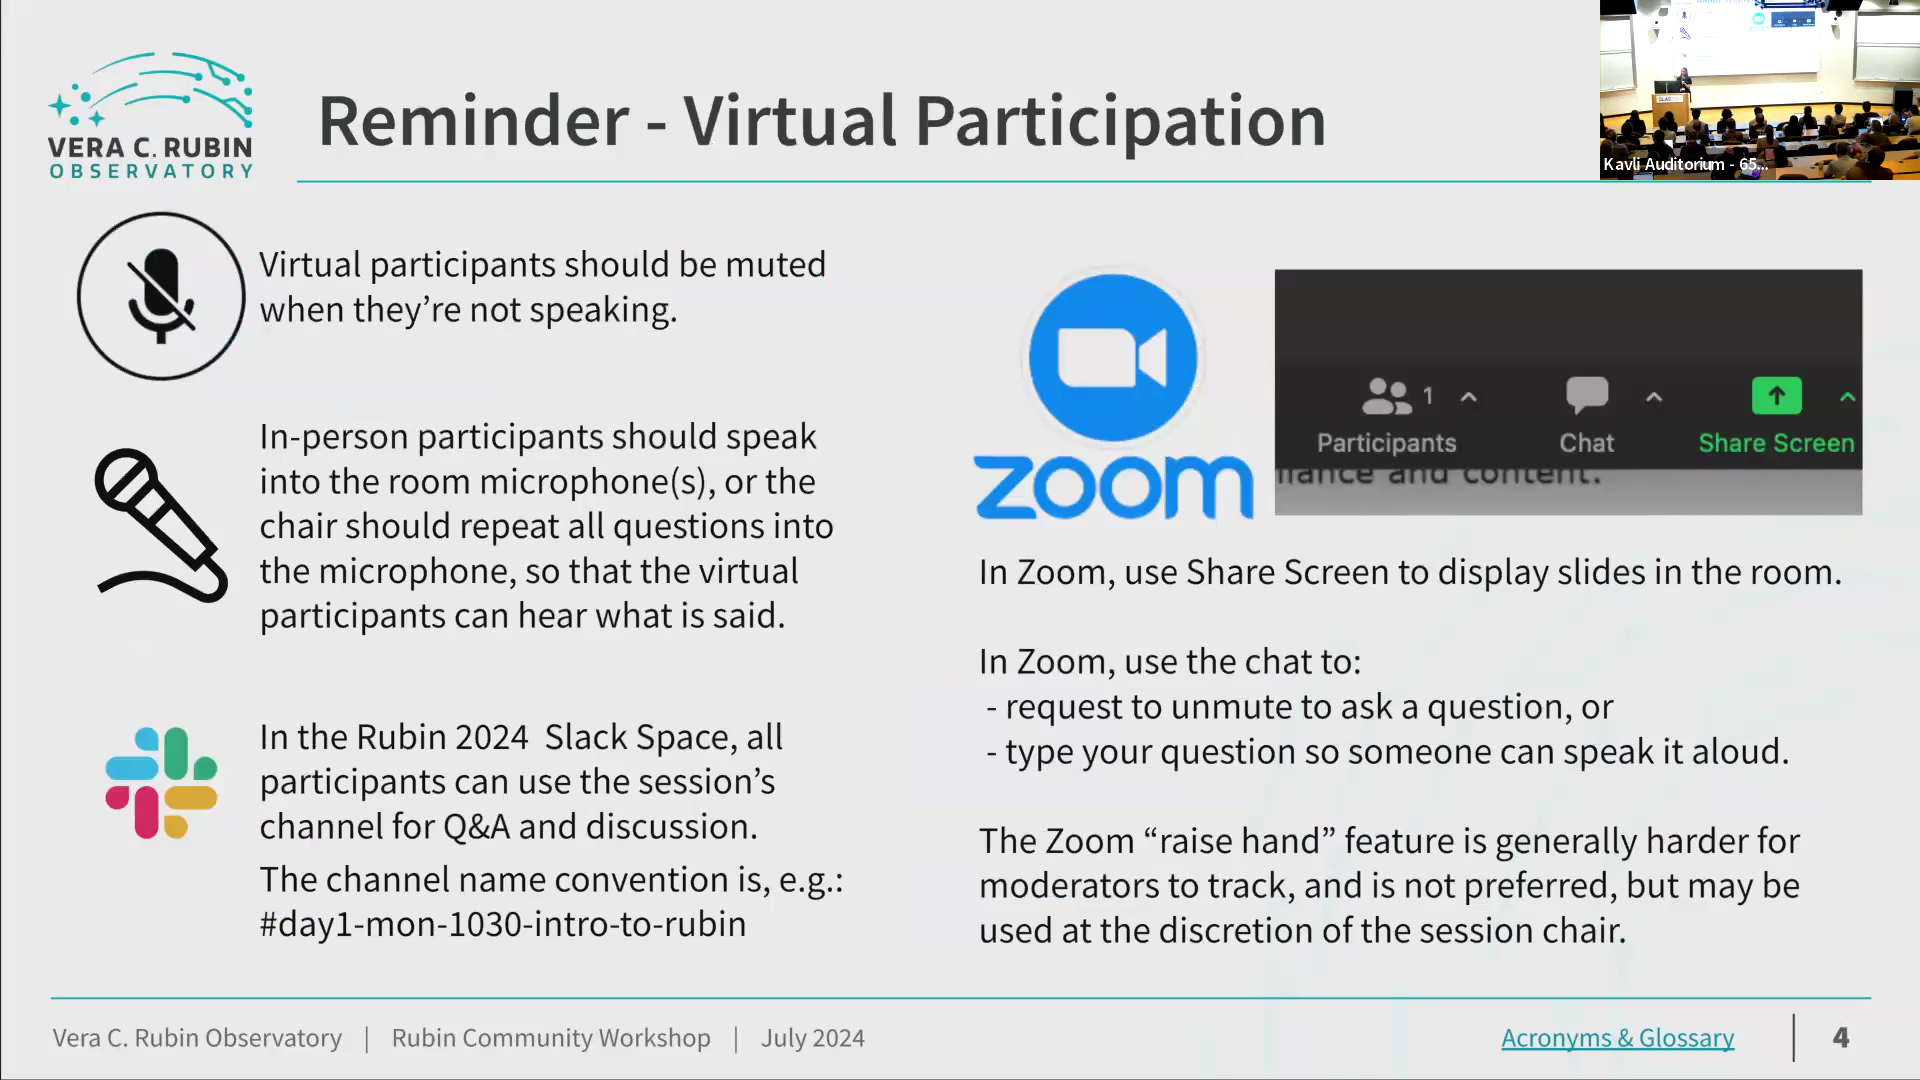 VERA C. RUBIN
OBSERVATORY
Reminder - Virtual Participation
Kavli Auditorium - 65...
Virtual participants should be muted
when they’re not speaking.
In-person participants should speak
into the room microphone(s), or the
chair should repeat all questions into
the microphone, so that the virtual
participants can hear what is said.
In the Rubin 2024 Slack Space, all
participants can use the session’s
channel for Q&A and discussion.
The channel name convention is, e.g.:
#day1-mon-1030-intro-to-rubin
zoom
1
Participants
Chat
Share Screen
and content.
In Zoom, use Share Screen to display slides in the room.
In Zoom, use the chat to:
- request to unmute to ask a question, or
- type your question so someone can speak it aloud.
The Zoom “raise hand” feature is generally harder for
moderators to track, and is not preferred, but may be
used at the discretion of the session chair.
Vera C. Rubin Observatory | Rubin Community Workshop | July 2024
Acronyms & Glossary | 4